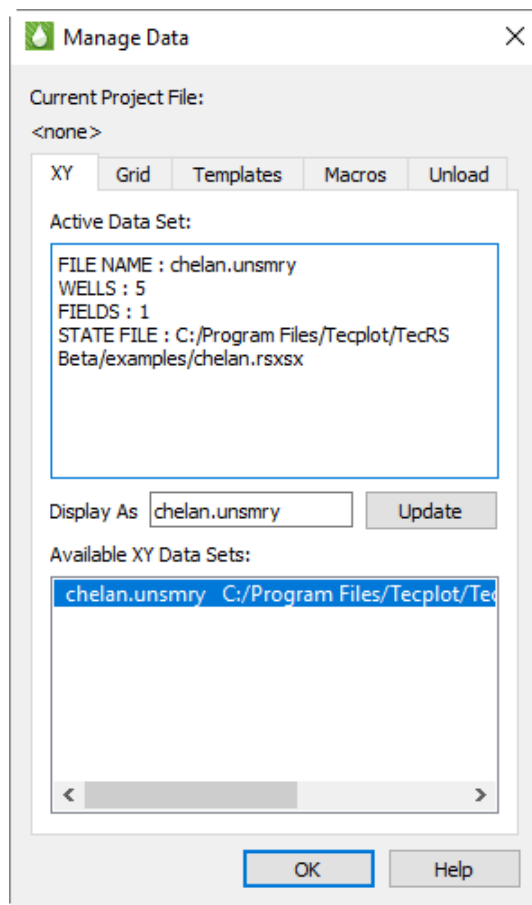 Manage Data
Current Project File:
<none>
XY Grid Templates Macros Unload
Active Data Set:
FILE NAME : chelan.unsmry
WELLS : 5
FIELDS : 1
STATE FILE : C:/Program Files/Tecplot/TecRS
Beta/examples/chelan.rsxsx
Display As chelan.unsmry Update
Available XY Data Sets:
chelan.unsmry C:/Program Files/Tecplot/Tec
OK Help